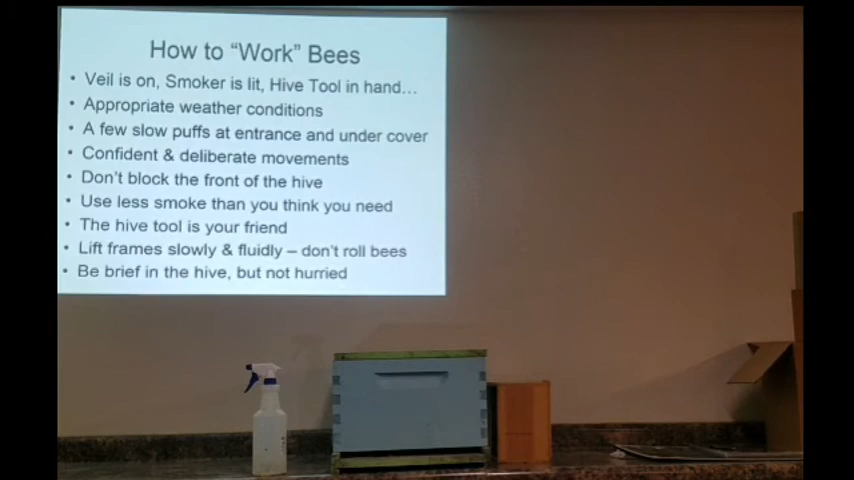 How to “Work” Bees
• Veil is on, Smoker is lit, Hive Tool in hand…
• Appropriate weather conditions
• A few slow puffs at entrance and under cover
• Confident & deliberate movements
• Don’t block the front of the hive
• Use less smoke than you think you need
• The hive tool is your friend
• Lift frames slowly & fluidly – don’t roll bees
• Be brief in the hive, but not hurried